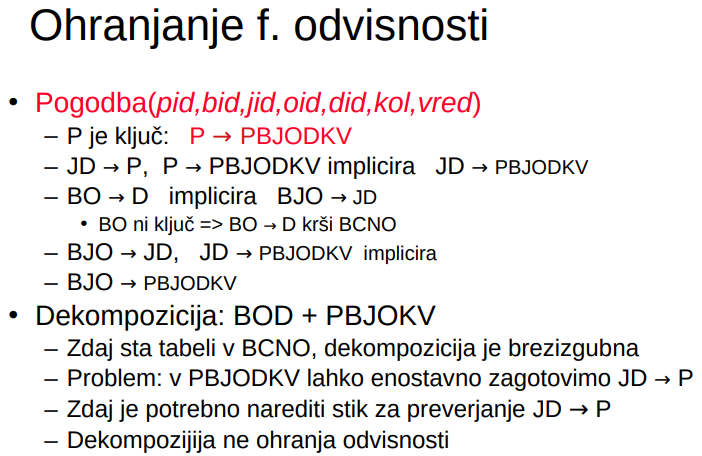 Ohranjanje f. odvisnosti
• Pogodba(pid,bid,jid,oid,did,kol,vred)
– P je ključ: P → PBJODKV
– JD → P, P → PBJODKV implicira JD → PBJODKV
– BO → D implicira BJO → JD
• BO ni ključ => BO → D krši BCNO
– BJO → JD, JD → PBJODKV implicira
– BJO → PBJODKV
• Dekompozicija: BOD + PBJOKV
– Zdaj sta tabeli v BCNO, dekompozicija je brezizgubna
– Problem: v PBJODKV lahko enostavno zagotovimo JD → P
– Zdaj je potrebno narediti stik za preverjanje JD → P
– Dekompozijija ne ohranja odvisnosti